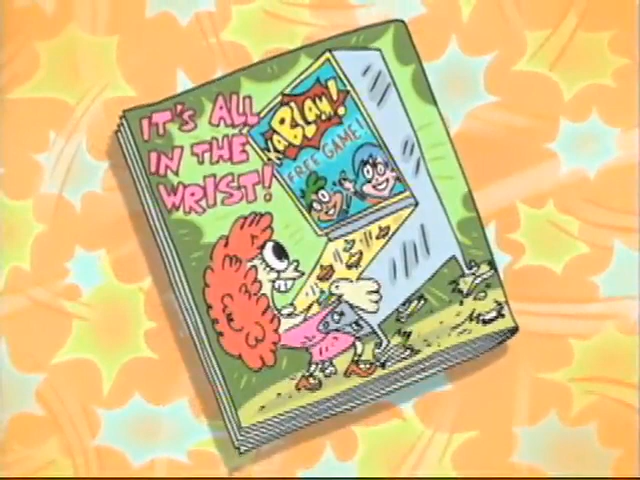 IT'S ALL
IN THE
WRIST!
KABLAM!
FREE GAME!